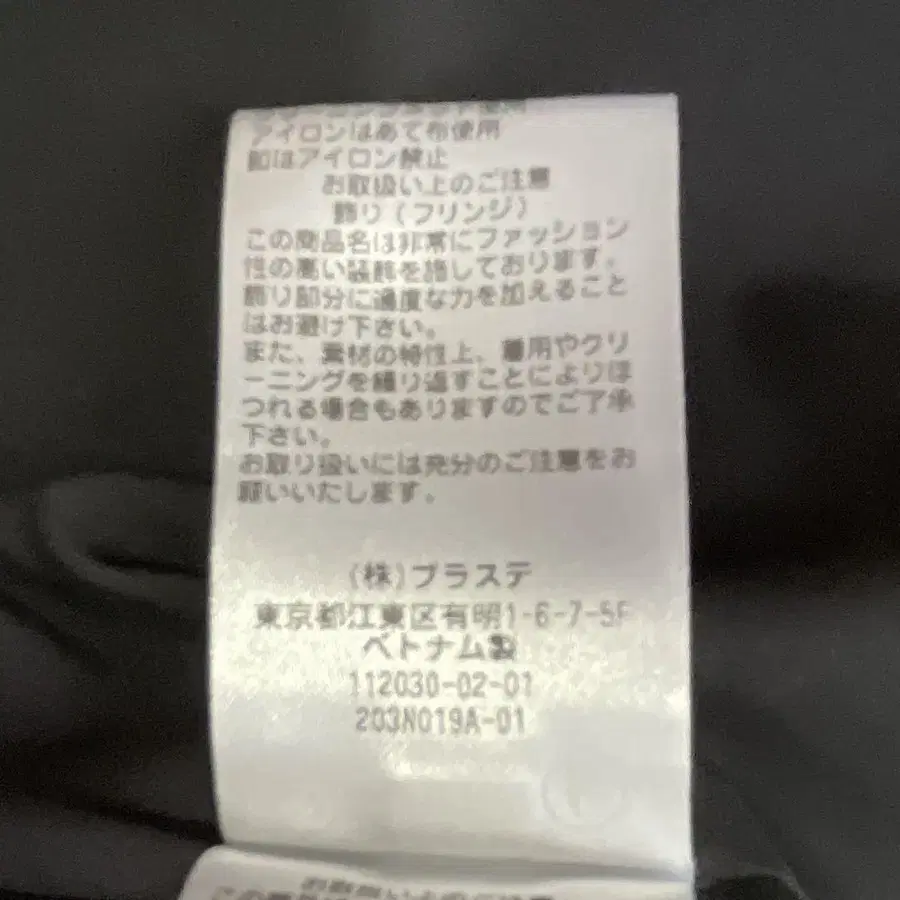 アイロンはあて布使用
釦はアイロン禁止
お取扱い上のご注意
飾り(フリンジ)
この商品名は非常にファッション
性の高い装飾を施しております。
飾り部分に過度な力を加えること
はお避け下さい。
また、素材の特性上、着用やクリ
ーニングを繰り返すことによりほ
つれる場合もありますのでご了承
下さい。
お取り扱いには充分のご注意をお
願いいたします。
(株)プラステ
東京都江東区有明1-6-7-5F
ベトナム製
112030-02-01
203N019A-01